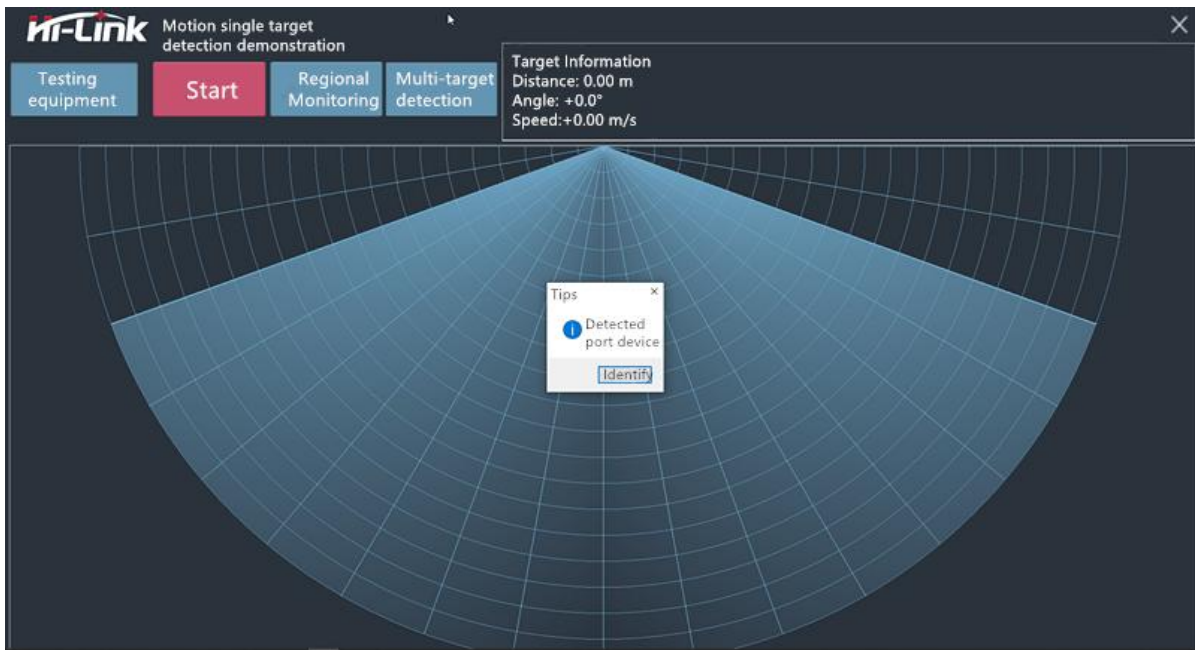 Hi-Link
Motion single target
detection demonstration
Testing
equipment
Start
Regional
Monitoring
Multi-target
detection
Target Information
Distance: 0.00 m
Angle: +0.0°
Speed:+0.00 m/s
Tips
Detected
port device
Identify